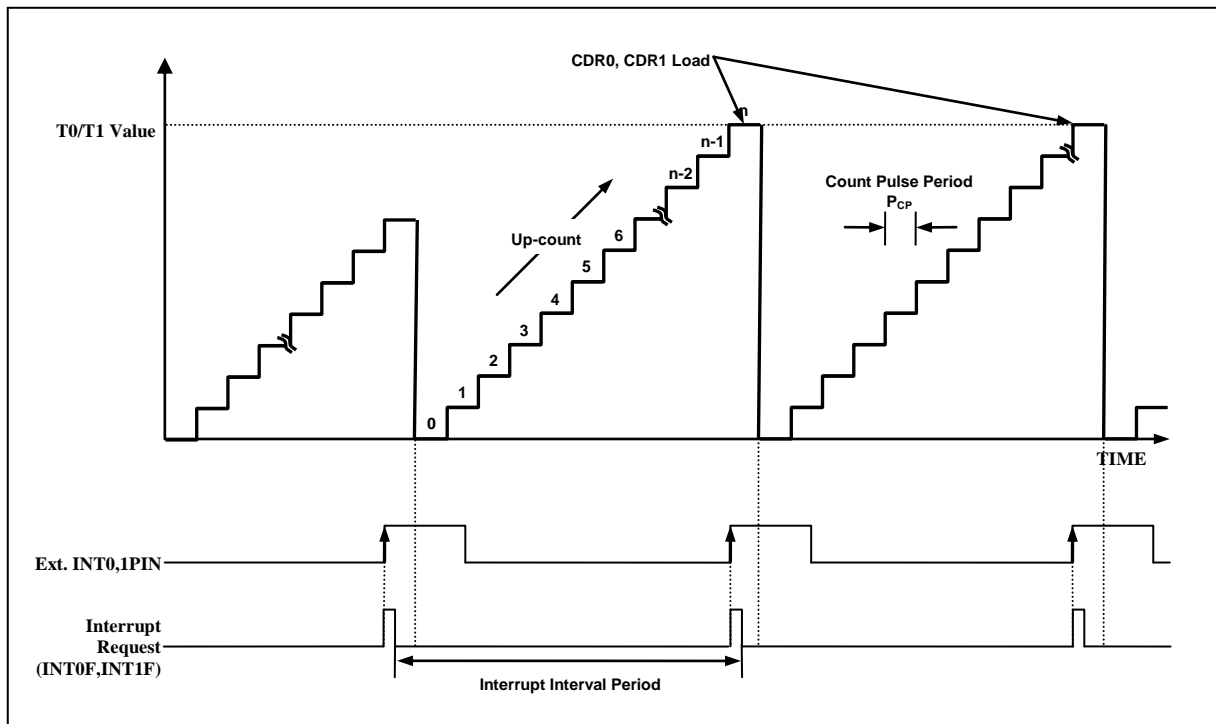 CDR0, CDR1 Load
T0/T1 Value
n
n-1
n-2
Count Pulse Period
PCP
Up-count
6
5
4
3
2
1
0
TIME
Ext. INT0,1PIN
Interrupt
Request
(INT0F,INT1F)
Interrupt Interval Period